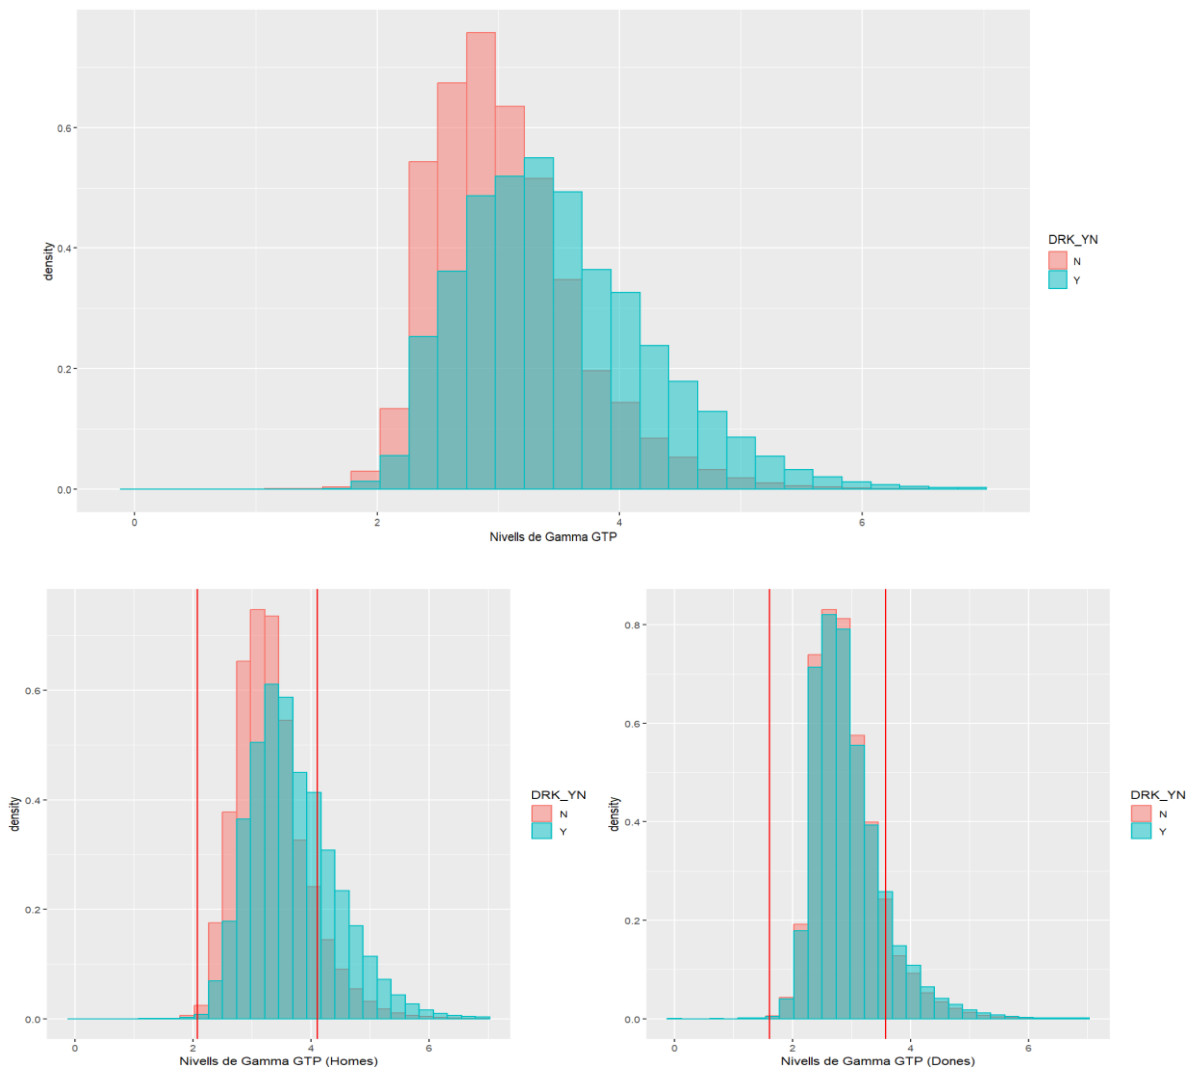 0.6
0.4
0.2
0.0
density
0 2 4 6
Nivells de Gamma GTP
DRK_YN
N
Y
0.6
0.4
0.2
0.0
density
0 2 4 6
Nivells de Gamma GTP (Homes)
DRK_YN
N
Y
0.8
0.6
0.4
0.2
0.0
density
0 2 4 6
Nivells de Gamma GTP (Dones)
DRK_YN
N
Y